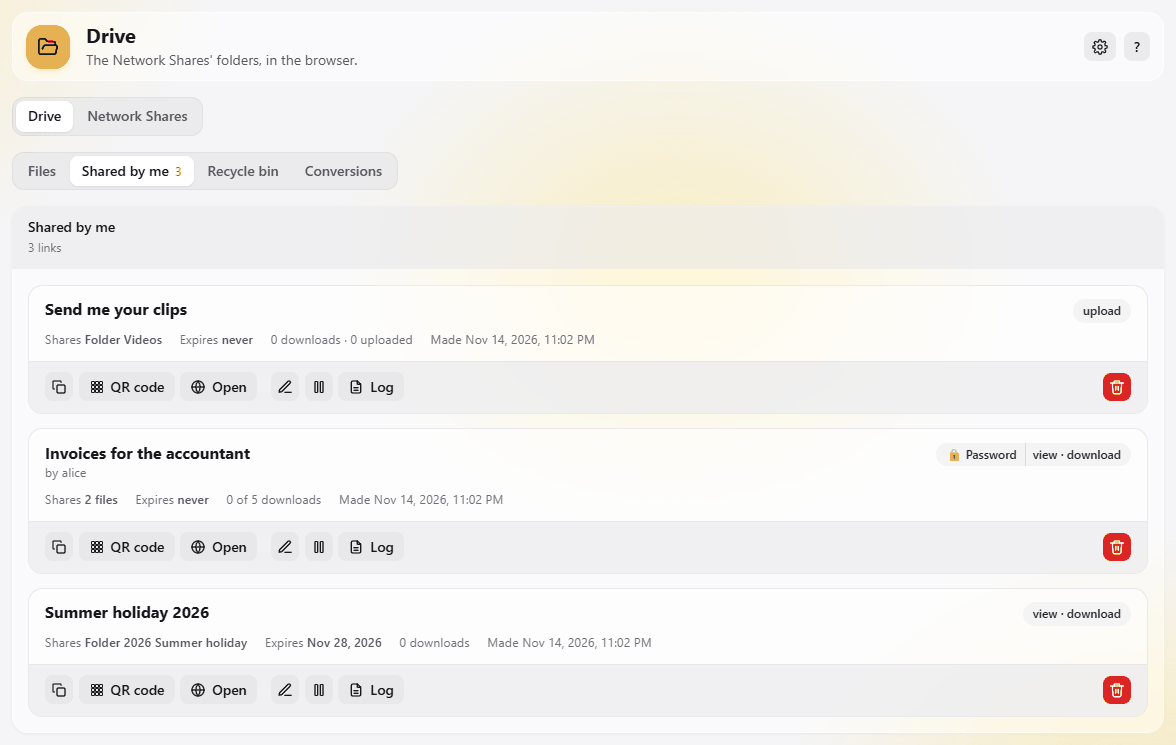 Drive
The Network Shares' folders, in the browser.
?
Drive
Network Shares
Files
Shared by me 3
Recycle bin
Conversions
Shared by me
3 links
Send me your clips
upload
Shares Folder Videos
Expires never
0 downloads · 0 uploaded
Made Nov 14, 2026, 11:02 PM
QR code
Open
Log
Invoices for the accountant
Password
view · download
by alice
Shares 2 files
Expires never
0 of 5 downloads
Made Nov 14, 2026, 11:02 PM
QR code
Open
Log
Summer holiday 2026
view · download
Shares Folder 2026 Summer holiday
Expires Nov 28, 2026
0 downloads
Made Nov 14, 2026, 11:02 PM
QR code
Open
Log